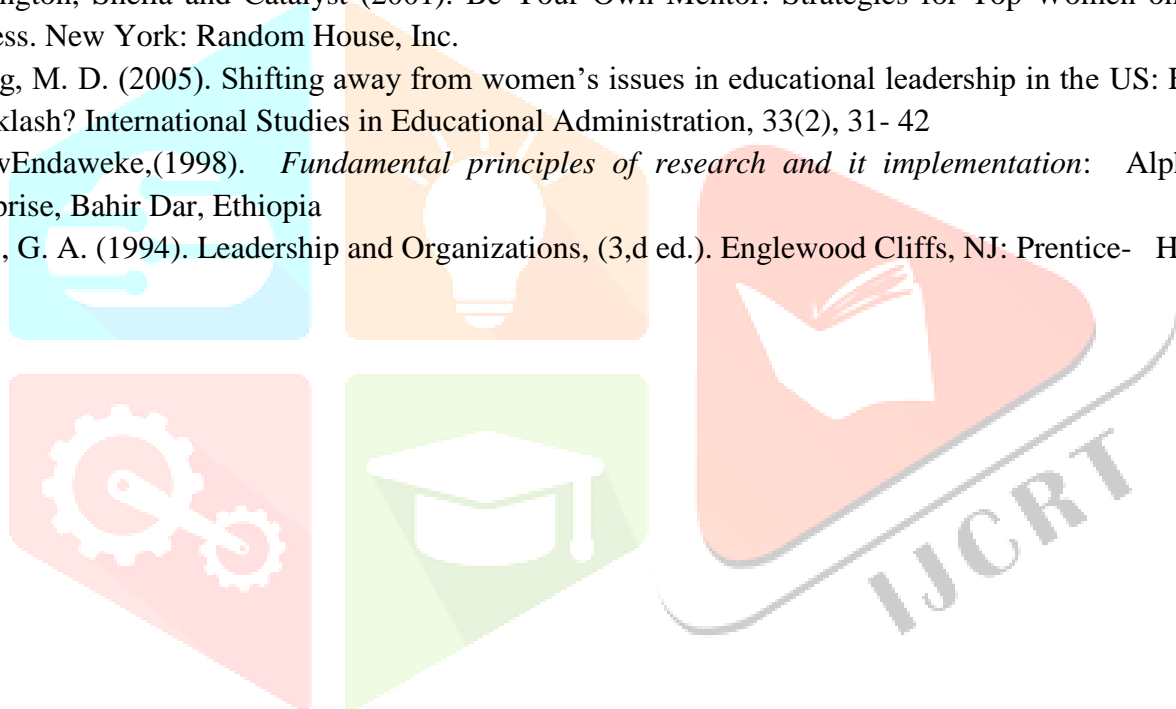 ngton, Sheila and Catalyst (2001). Be Your Own Mentor: Strategies for Top Women on
ess. New York: Random House, Inc.
g, M. D. (2005). Shifting away from women's issues in educational leadership in the US:
klash? International Studies in Educational Administration, 33(2), 31- 42
wEndaweke,(1998). Fundamental principles of research and it implementation: Alp
prise, Bahir Dar, Ethiopia
, G. A. (1994). Leadership and Organizations, (3,d ed.). Englewood Cliffs, NJ: Prentice- H
IJCRT